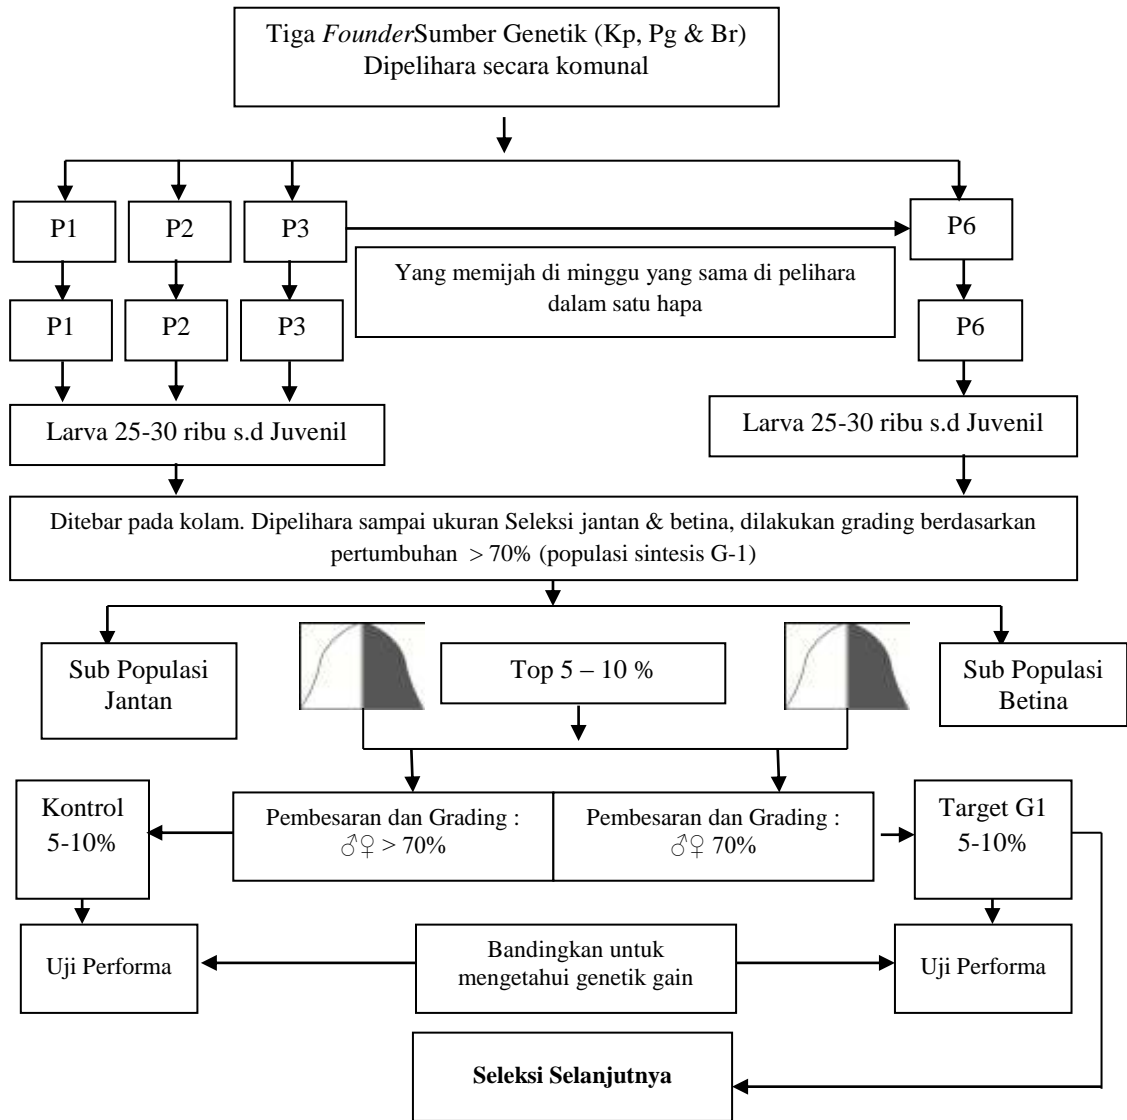 Tiga FounderSumber Genetik (Kp, Pg & Br)
Dipelihara secara komunal
P1
P2
P3
P6
Yang memijah di minggu yang sama di pelihara
dalam satu hapa
P1
P2
P3
P6
Larva 25-30 ribu s.d Juvenil
Larva 25-30 ribu s.d Juvenil
Ditebar pada kolam. Dipelihara sampai ukuran Seleksi jantan & betina, dilakukan grading berdasarkan
pertumbuhan > 70% (populasi sintesis G-1)
Sub Populasi
Jantan
Top 5 – 10 %
Sub Populasi
Betina
Kontrol
5-10%
Pembesaran dan Grading :
♂♀ > 70%
Pembesaran dan Grading :
♂♀ 70%
Target G1
5-10%
Uji Performa
Bandingkan untuk
mengetahui genetik gain
Uji Performa
Seleksi Selanjutnya